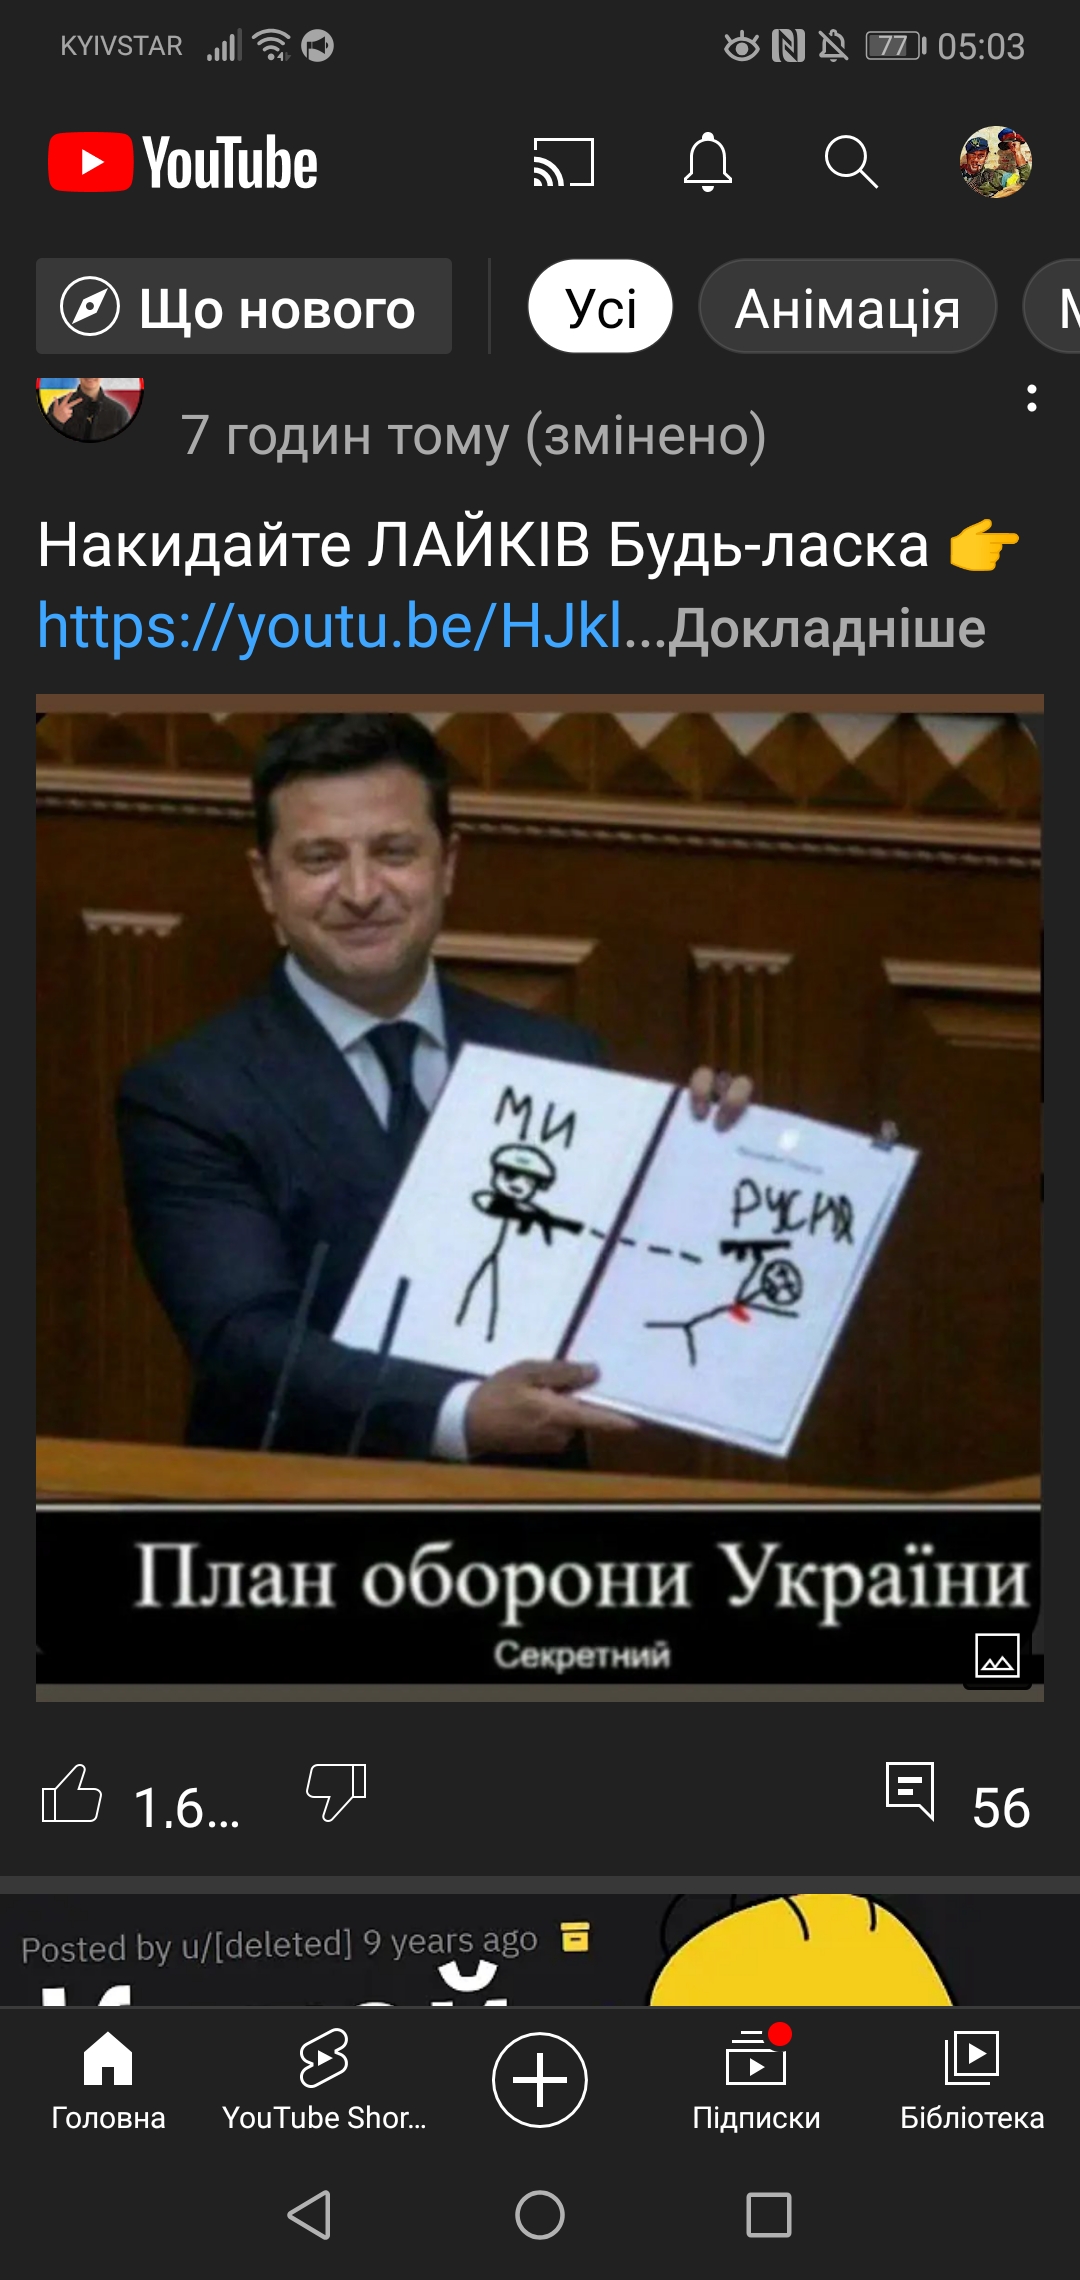 KYIVSTAR 77 05:03
YouTube
Що нового Усі Анімація
7 годин тому (змінено)
Накидайте ЛАЙКІВ Будь-ласка 👉
https://youtu.be/HJkl...Докладніше
МИ
РУСНЯ
План оборони України
Секретний
1.6... 56
Posted by u/[deleted] 9 years ago
Головна YouTube Shor... Підписки Бібліотека